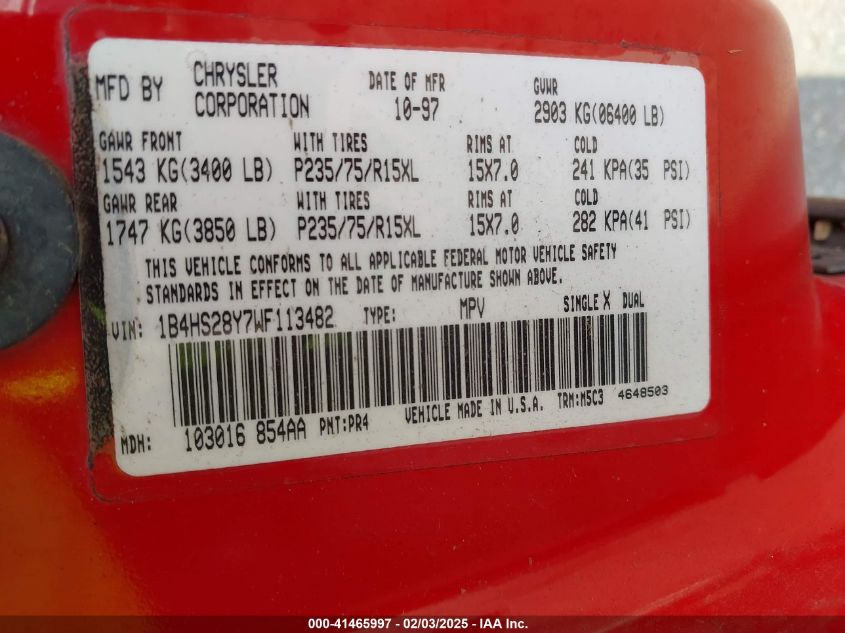 MFD BY CHRYSLER CORPORATION DATE OF MFR 10-97 GVWR 2903 KG(06400 LB)
GAWR FRONT WITH TIRES RIMS AT COLD
1543 KG(3400 LB) P235/75/R15XL 15X7.0 241 KPA(35 PSI)
GAWR REAR WITH TIRES RIMS AT COLD
1747 KG(3850 LB) P235/75/R15XL 15X7.0 282 KPA(41 PSI)
THIS VEHICLE CONFORMS TO ALL APPLICABLE FEDERAL MOTOR VEHICLE SAFETY
STANDARDS IN EFFECT ON THE DATE OF MANUFACTURE SHOWN ABOVE.
VIN: 1B4HS28Y7WF113482 TYPE: MPV SINGLE X DUAL
MDH: 103016 854AA PNT:PR4 VEHICLE MADE IN U.S.A. TRM:M5C3 4648503
000-41465997 - 02/03/2025 - IAA Inc.